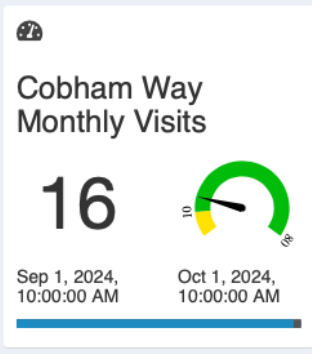 Cobham Way
Monthly Visits
16
10
80
Sep 1, 2024,
10:00:00 AM
Oct 1, 2024,
10:00:00 AM